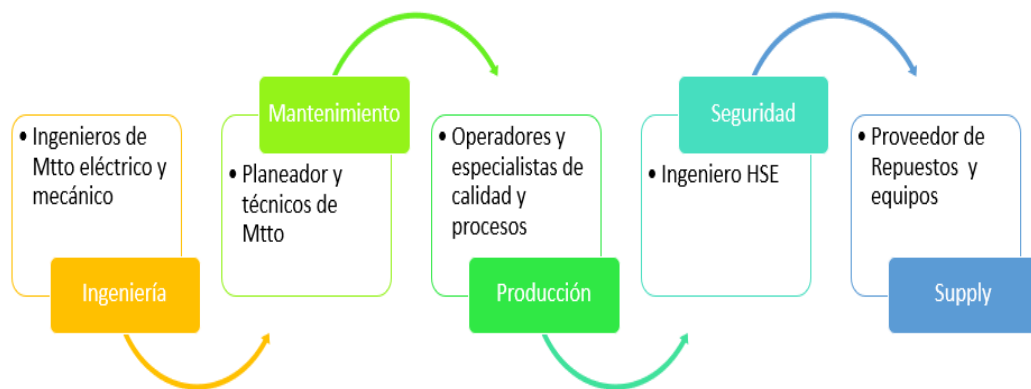 • Ingenieros de
Mtto eléctrico y
mecánico
Ingeniería
Mantenimiento
• Planeador y
técnicos de
Mtto
• Operadores y
especialistas de
calidad y
procesos
Producción
Seguridad
• Ingeniero HSE
• Proveedor de
Repuestos y
equipos
Supply